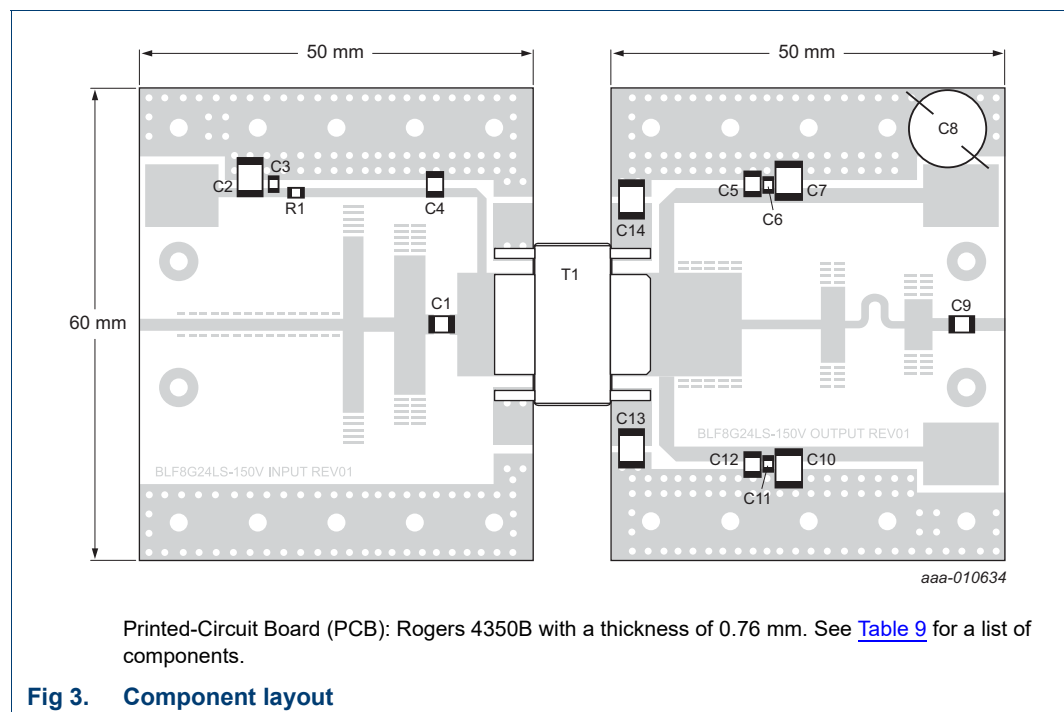 50 mm
50 mm
C8
C3
C2
R1
C4
C5
C6
C7
C14
T1
60 mm
C1
C9
C13
BLF8G24LS-150V OUTPUT REV01
C12
C10
C11
BLF8G24LS-150V INPUT REV01
aaa-010634
Printed-Circuit Board (PCB): Rogers 4350B with a thickness of 0.76 mm. See Table 9 for a list of
components.
Fig 3. Component layout